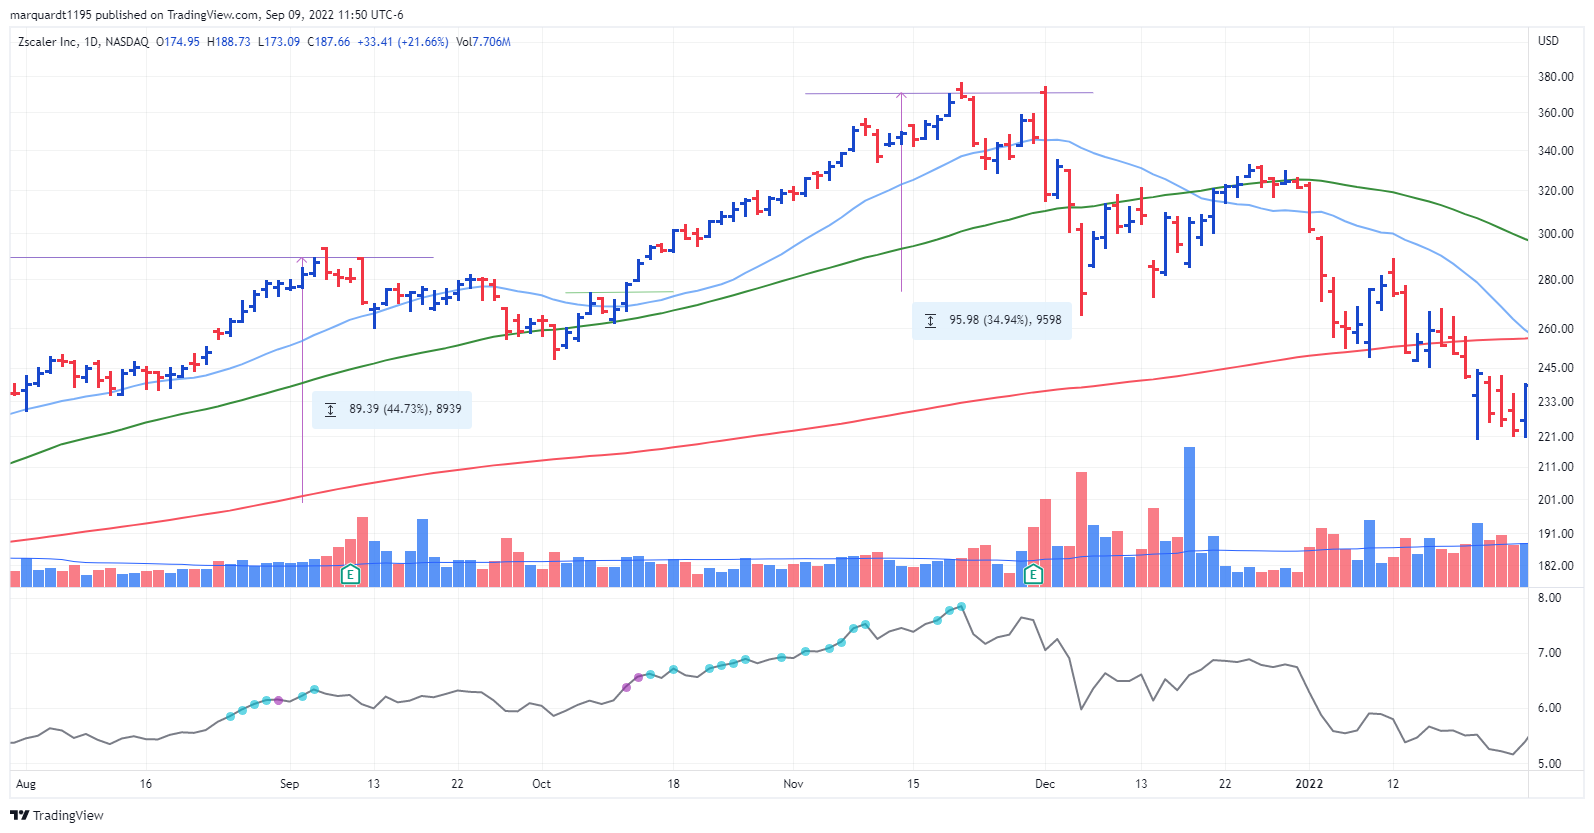 marquardt1195 published on TradingView.com, Sep 09, 2022 11:50 UTC-6
Zscaler Inc, 1D, NASDAQ O174.95 H188.73 L173.09 C187.66 +33.41 (+21.66%) Vol7.706M
USD
380.00
360.00
340.00
320.00
300.00
280.00
95.98 (34.94%), 9598
260.00
245.00
89.39 (44.73%), 8939
233.00
221.00
211.00
201.00
191.00
182.00
E
E
8.00
7.00
6.00
5.00
Aug 16 Sep 13 22 Oct 18 Nov 15 Dec 13 22 2022 12
TradingView